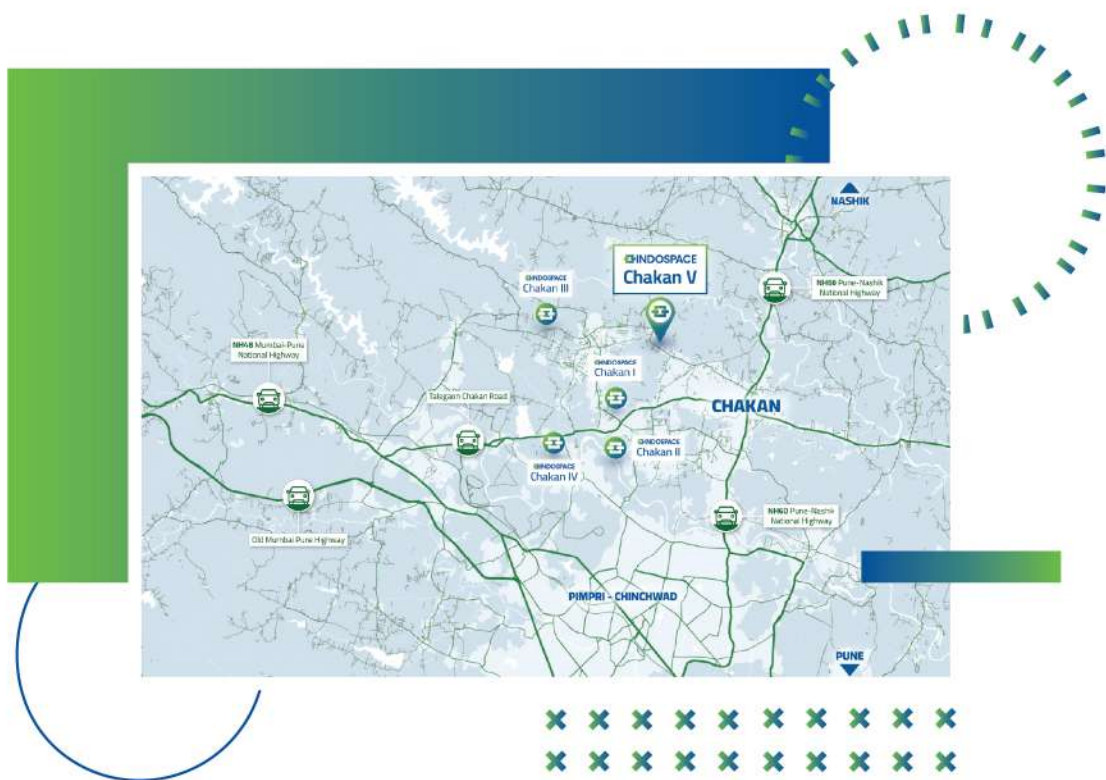 NASHIK
INDOSPACE
Chakan V
INDOSPACE
Chakan III
NH60 Pune-Nashik
National Highway
NH48 Mumbai-Pune
National Highway
INDOSPACE
Chakan I
Talegaon Chakan Road
CHAKAN
INDOSPACE
Chakan II
INDOSPACE
Chakan IV
NH60 Pune-Nashik
National Highway
Old Mumbai Pune Highway
PIMPRI - CHINCHWAD
PUNE